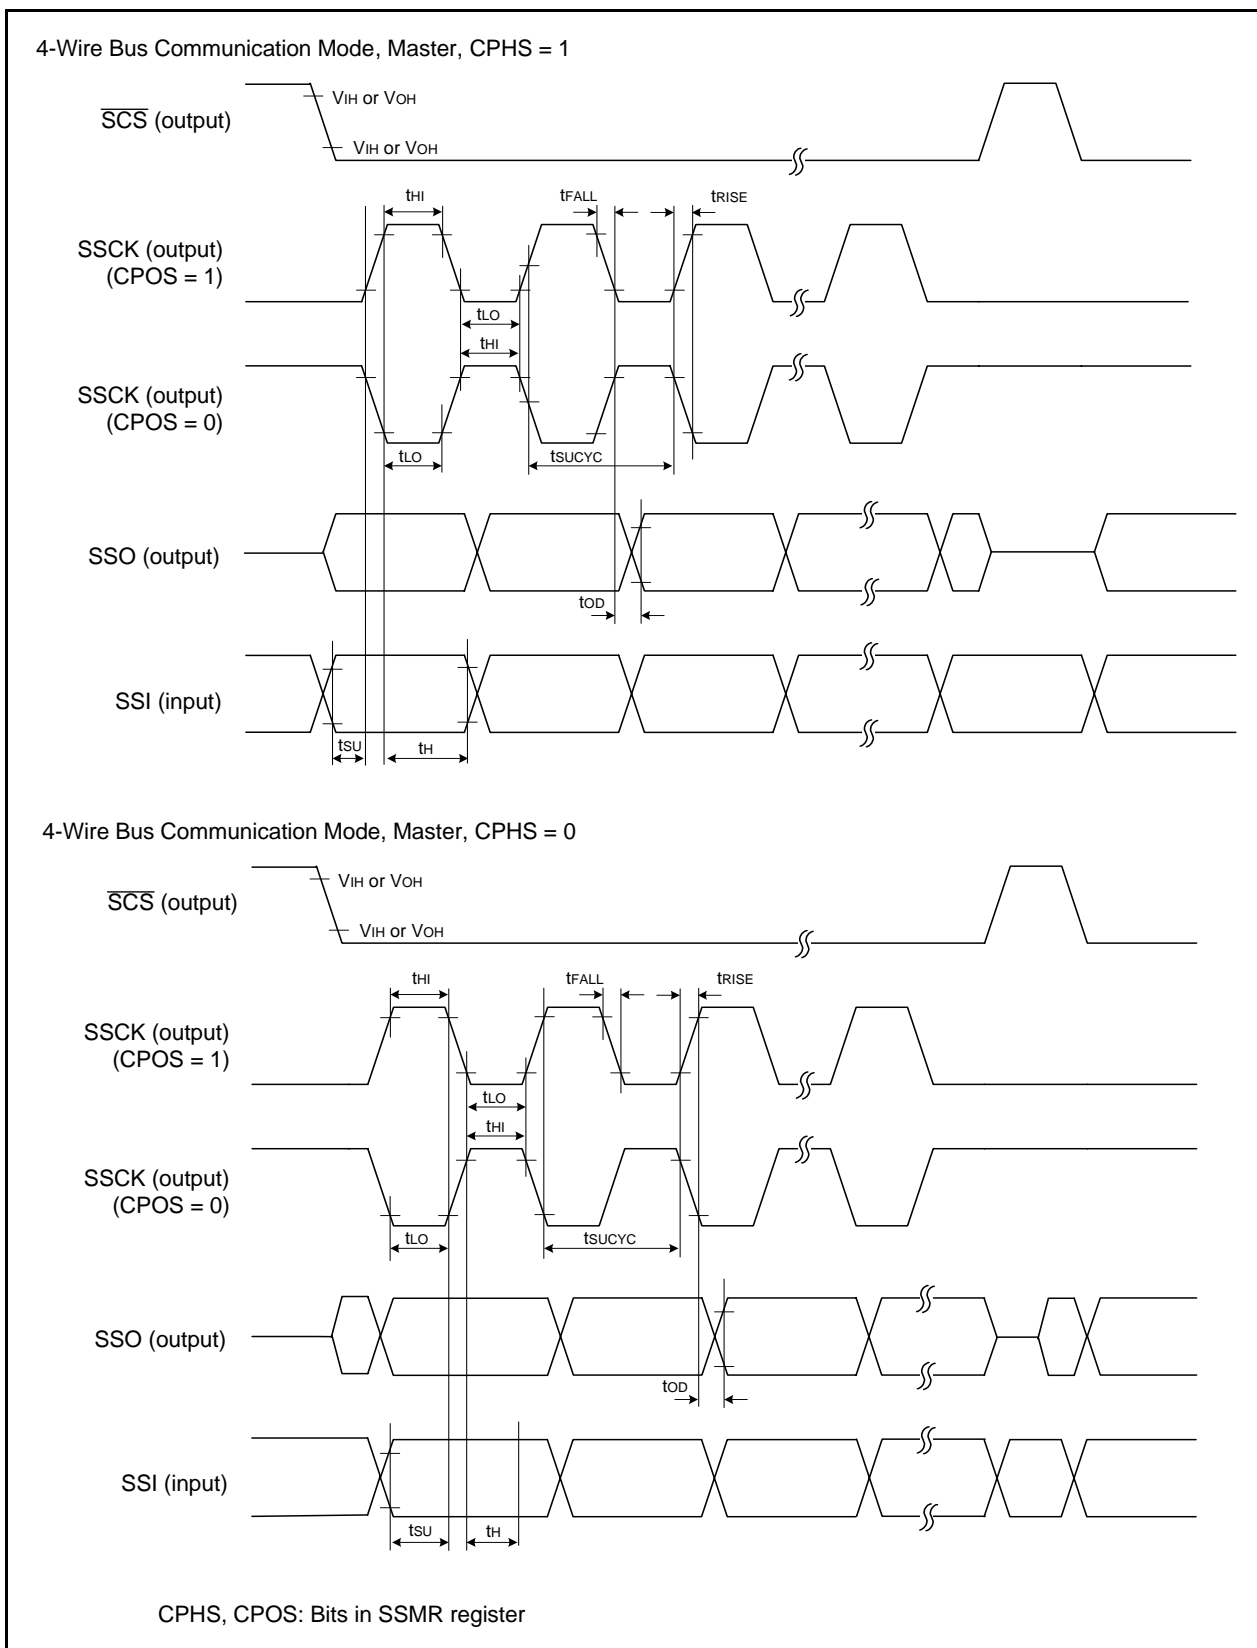 4-Wire Bus Communication Mode, Master, CPHS = 1
VIH or VOH
SCS (output)
VIH or VOH
tHI
tFALL
tRISE
SSCK (output)
(CPOS = 1)
tLO
tHI
SSCK (output)
(CPOS = 0)
tLO
tSUCYC
SSO (output)
tOD
SSI (input)
tSU
tH
4-Wire Bus Communication Mode, Master, CPHS = 0
VIH or VOH
SCS (output)
VIH or VOH
tHI
tFALL
tRISE
SSCK (output)
(CPOS = 1)
tLO
tHI
SSCK (output)
(CPOS = 0)
tLO
tSUCYC
SSO (output)
tOD
SSI (input)
tSU
tH
CPHS, CPOS: Bits in SSMR register